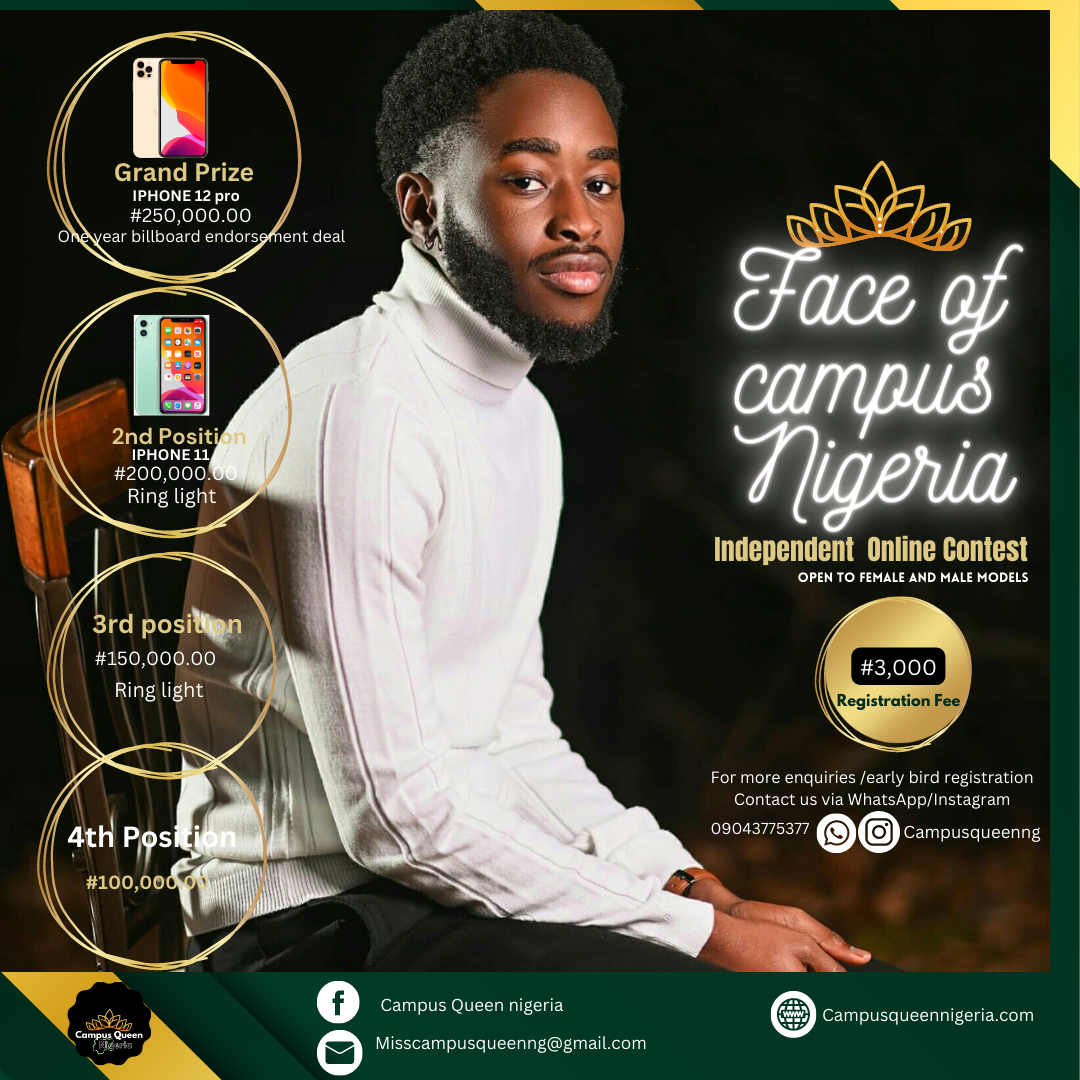 Grand Prize
IPHONE 12 pro
#250,000.00
One year billboard endorsement deal
2nd Position
IPHONE 11
#200,000.00
Ring light
3rd position
#150,000.00
Ring light
4th Position
#100,000.00
Face of
campus
Nigeria
Independent Online Contest
OPEN TO FEMALE AND MALE MODELS
#3,000
Registration Fee
For more enquiries /early bird registration
Contact us via WhatsApp/Instagram
09043775377 Campusqueenng
Campus Queen
Nigeria
Campus Queen nigeria
Misscampusqueenng@gmail.com
Campusqueennigeria.com